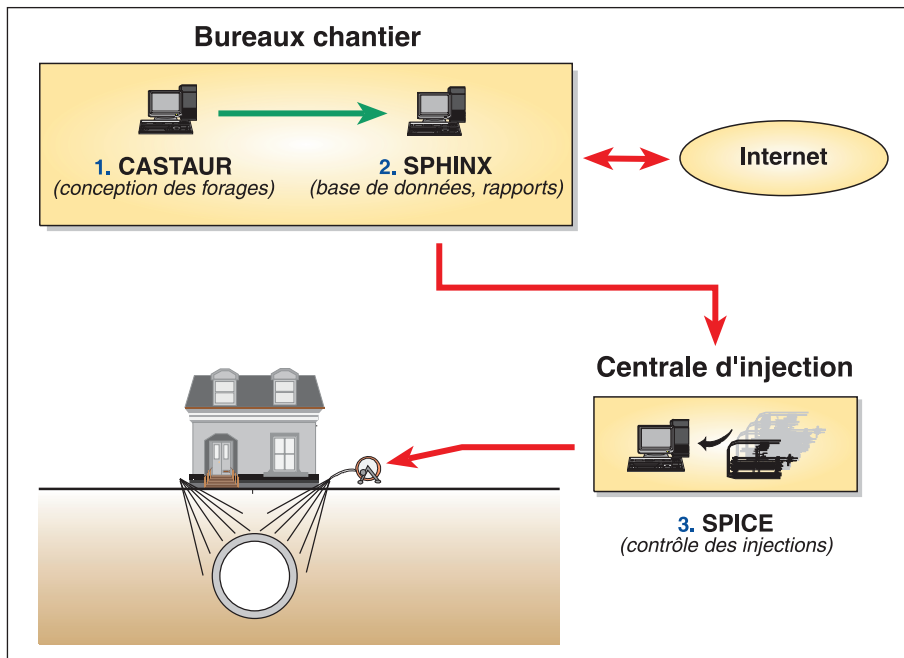 Bureaux chantier
1. CASTAUR
(conception des forages)
2. SPHINX
(base de données, rapports)
Internet
Centrale d'injection
3. SPICE
(contrôle des injections)